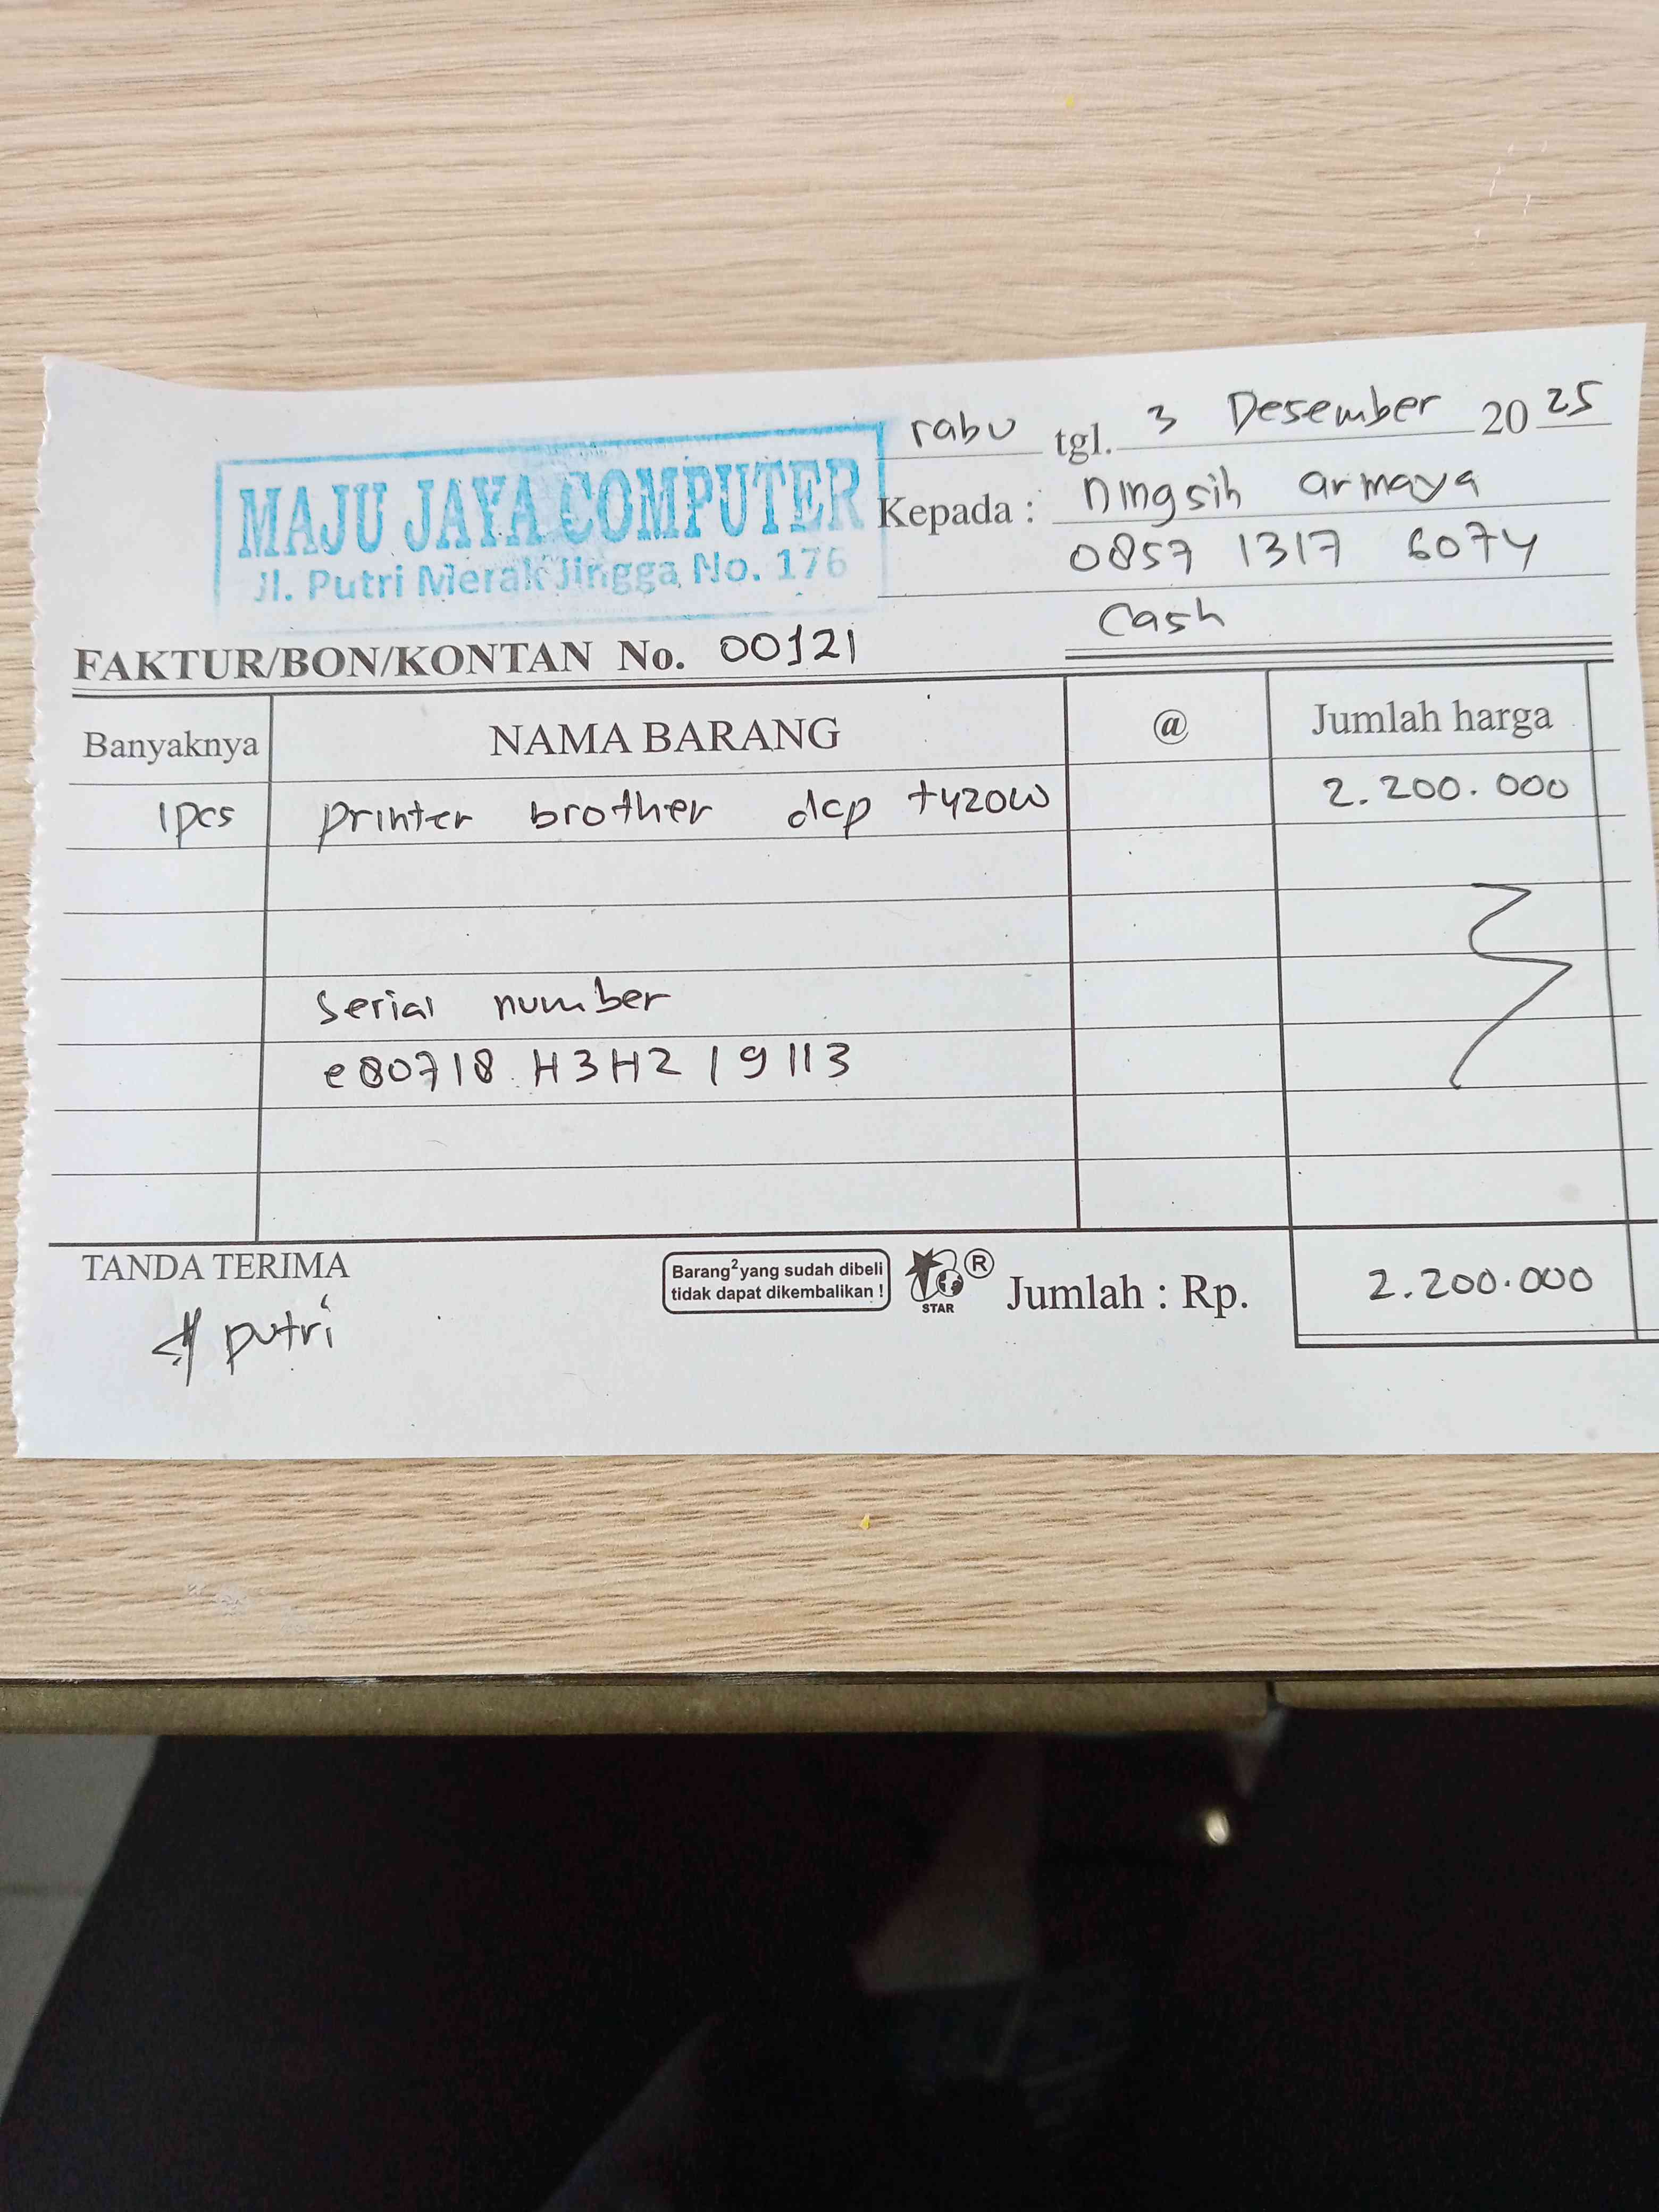 rabu tgl. 3 Desember 2025
MAJU JAYA COMPUTER
Jl. Putri Merak Jingga No. 176
Kepada : Ningsih armaya
0857 1317 6074
Cash
FAKTUR/BON/KONTAN No. 00121
Banyaknya NAMA BARANG @ Jumlah harga
1pcs printer brother dcp t420w 2.200.000
Serial number
e80718 H3H219113
TANDA TERIMA
Barang²yang sudah dibeli
tidak dapat dikembalikan !
STAR
®
Jumlah : Rp. 2.200.000
putri